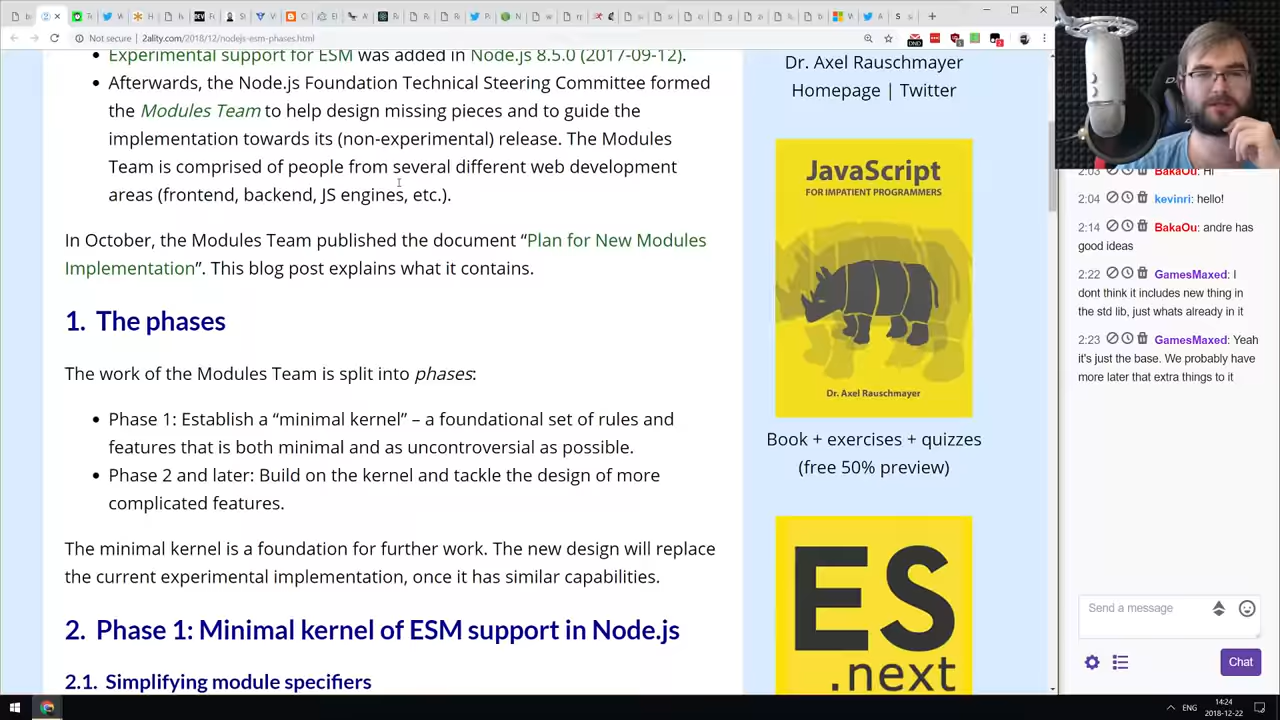 Not secure | 2ality.com/2018/12/nodejs-esm-phases.html
Experimental support for ESM was added in Node.js 8.5.0 (2017-09-12).
Afterwards, the Node.js Foundation Technical Steering Committee formed
the Modules Team to help design missing pieces and to guide the
implementation towards its (non-experimental) release. The Modules
Team is comprised of people from several different web development
areas (frontend, backend, JS engines, etc.).
In October, the Modules Team published the document “Plan for New Modules
Implementation”. This blog post explains what it contains.
1. The phases
The work of the Modules Team is split into phases:
Phase 1: Establish a “minimal kernel” – a foundational set of rules and
features that is both minimal and as uncontroversial as possible.
Phase 2 and later: Build on the kernel and tackle the design of more
complicated features.
The minimal kernel is a foundation for further work. The new design will replace
the current experimental implementation, once it has similar capabilities.
2. Phase 1: Minimal kernel of ESM support in Node.js
2.1. Simplifying module specifiers
Dr. Axel Rauschmayer
Homepage | Twitter
JavaScript
FOR IMPATIENT PROGRAMMERS
Dr. Axel Rauschmayer
Book + exercises + quizzes
(free 50% preview)
ES
.next
2:03 BakaOu: Hi
2:04 kevinri: hello!
2:14 BakaOu: andre has
good ideas
2:22 GamesMaxed: I
dont think it includes new thing in
the std lib, just whats already in it
2:23 GamesMaxed: Yeah
it's just the base. We probably have
more later that extra things to it
Send a message
Chat
ENG
14:24
2018-12-22